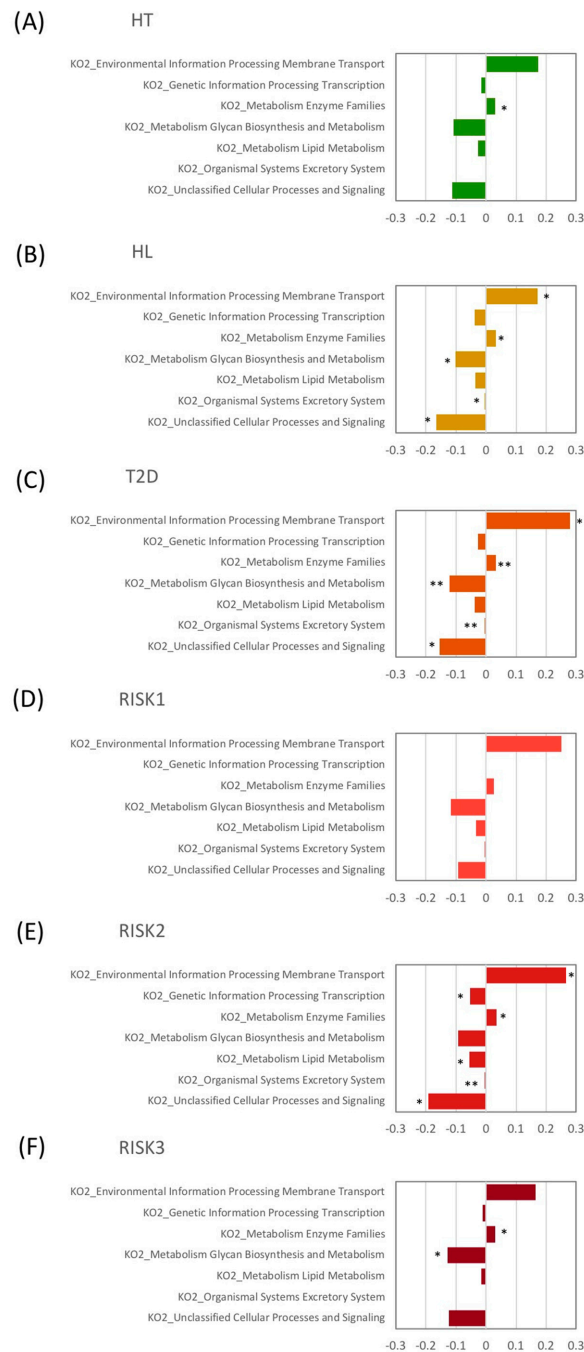 (A) HT
KO2_Environmental Information Processing Membrane Transport
KO2_Genetic Information Processing Transcription
KO2_Metabolism Enzyme Families *
KO2_Metabolism Glycan Biosynthesis and Metabolism
KO2_Metabolism Lipid Metabolism
KO2_Organismal Systems Excretory System
KO2_Unclassified Cellular Processes and Signaling
-0.3 -0.2 -0.1 0 0.1 0.2 0.3
(B) HL
KO2_Environmental Information Processing Membrane Transport *
KO2_Genetic Information Processing Transcription
KO2_Metabolism Enzyme Families *
KO2_Metabolism Glycan Biosynthesis and Metabolism *
KO2_Metabolism Lipid Metabolism
KO2_Organismal Systems Excretory System *
KO2_Unclassified Cellular Processes and Signaling *
-0.3 -0.2 -0.1 0 0.1 0.2 0.3
(C) T2D
KO2_Environmental Information Processing Membrane Transport *
KO2_Genetic Information Processing Transcription
KO2_Metabolism Enzyme Families **
KO2_Metabolism Glycan Biosynthesis and Metabolism **
KO2_Metabolism Lipid Metabolism
KO2_Organismal Systems Excretory System **
KO2_Unclassified Cellular Processes and Signaling *
-0.3 -0.2 -0.1 0 0.1 0.2 0.3
(D) RISK1
KO2_Environmental Information Processing Membrane Transport
KO2_Genetic Information Processing Transcription
KO2_Metabolism Enzyme Families
KO2_Metabolism Glycan Biosynthesis and Metabolism
KO2_Metabolism Lipid Metabolism
KO2_Organismal Systems Excretory System
KO2_Unclassified Cellular Processes and Signaling
-0.3 -0.2 -0.1 0 0.1 0.2 0.3
(E) RISK2
KO2_Environmental Information Processing Membrane Transport *
KO2_Genetic Information Processing Transcription *
KO2_Metabolism Enzyme Families *
KO2_Metabolism Glycan Biosynthesis and Metabolism
KO2_Metabolism Lipid Metabolism *
KO2_Organismal Systems Excretory System **
KO2_Unclassified Cellular Processes and Signaling *
-0.3 -0.2 -0.1 0 0.1 0.2 0.3
(F) RISK3
KO2_Environmental Information Processing Membrane Transport
KO2_Genetic Information Processing Transcription
KO2_Metabolism Enzyme Families *
KO2_Metabolism Glycan Biosynthesis and Metabolism *
KO2_Metabolism Lipid Metabolism
KO2_Organismal Systems Excretory System
KO2_Unclassified Cellular Processes and Signaling
-0.3 -0.2 -0.1 0 0.1 0.2 0.3